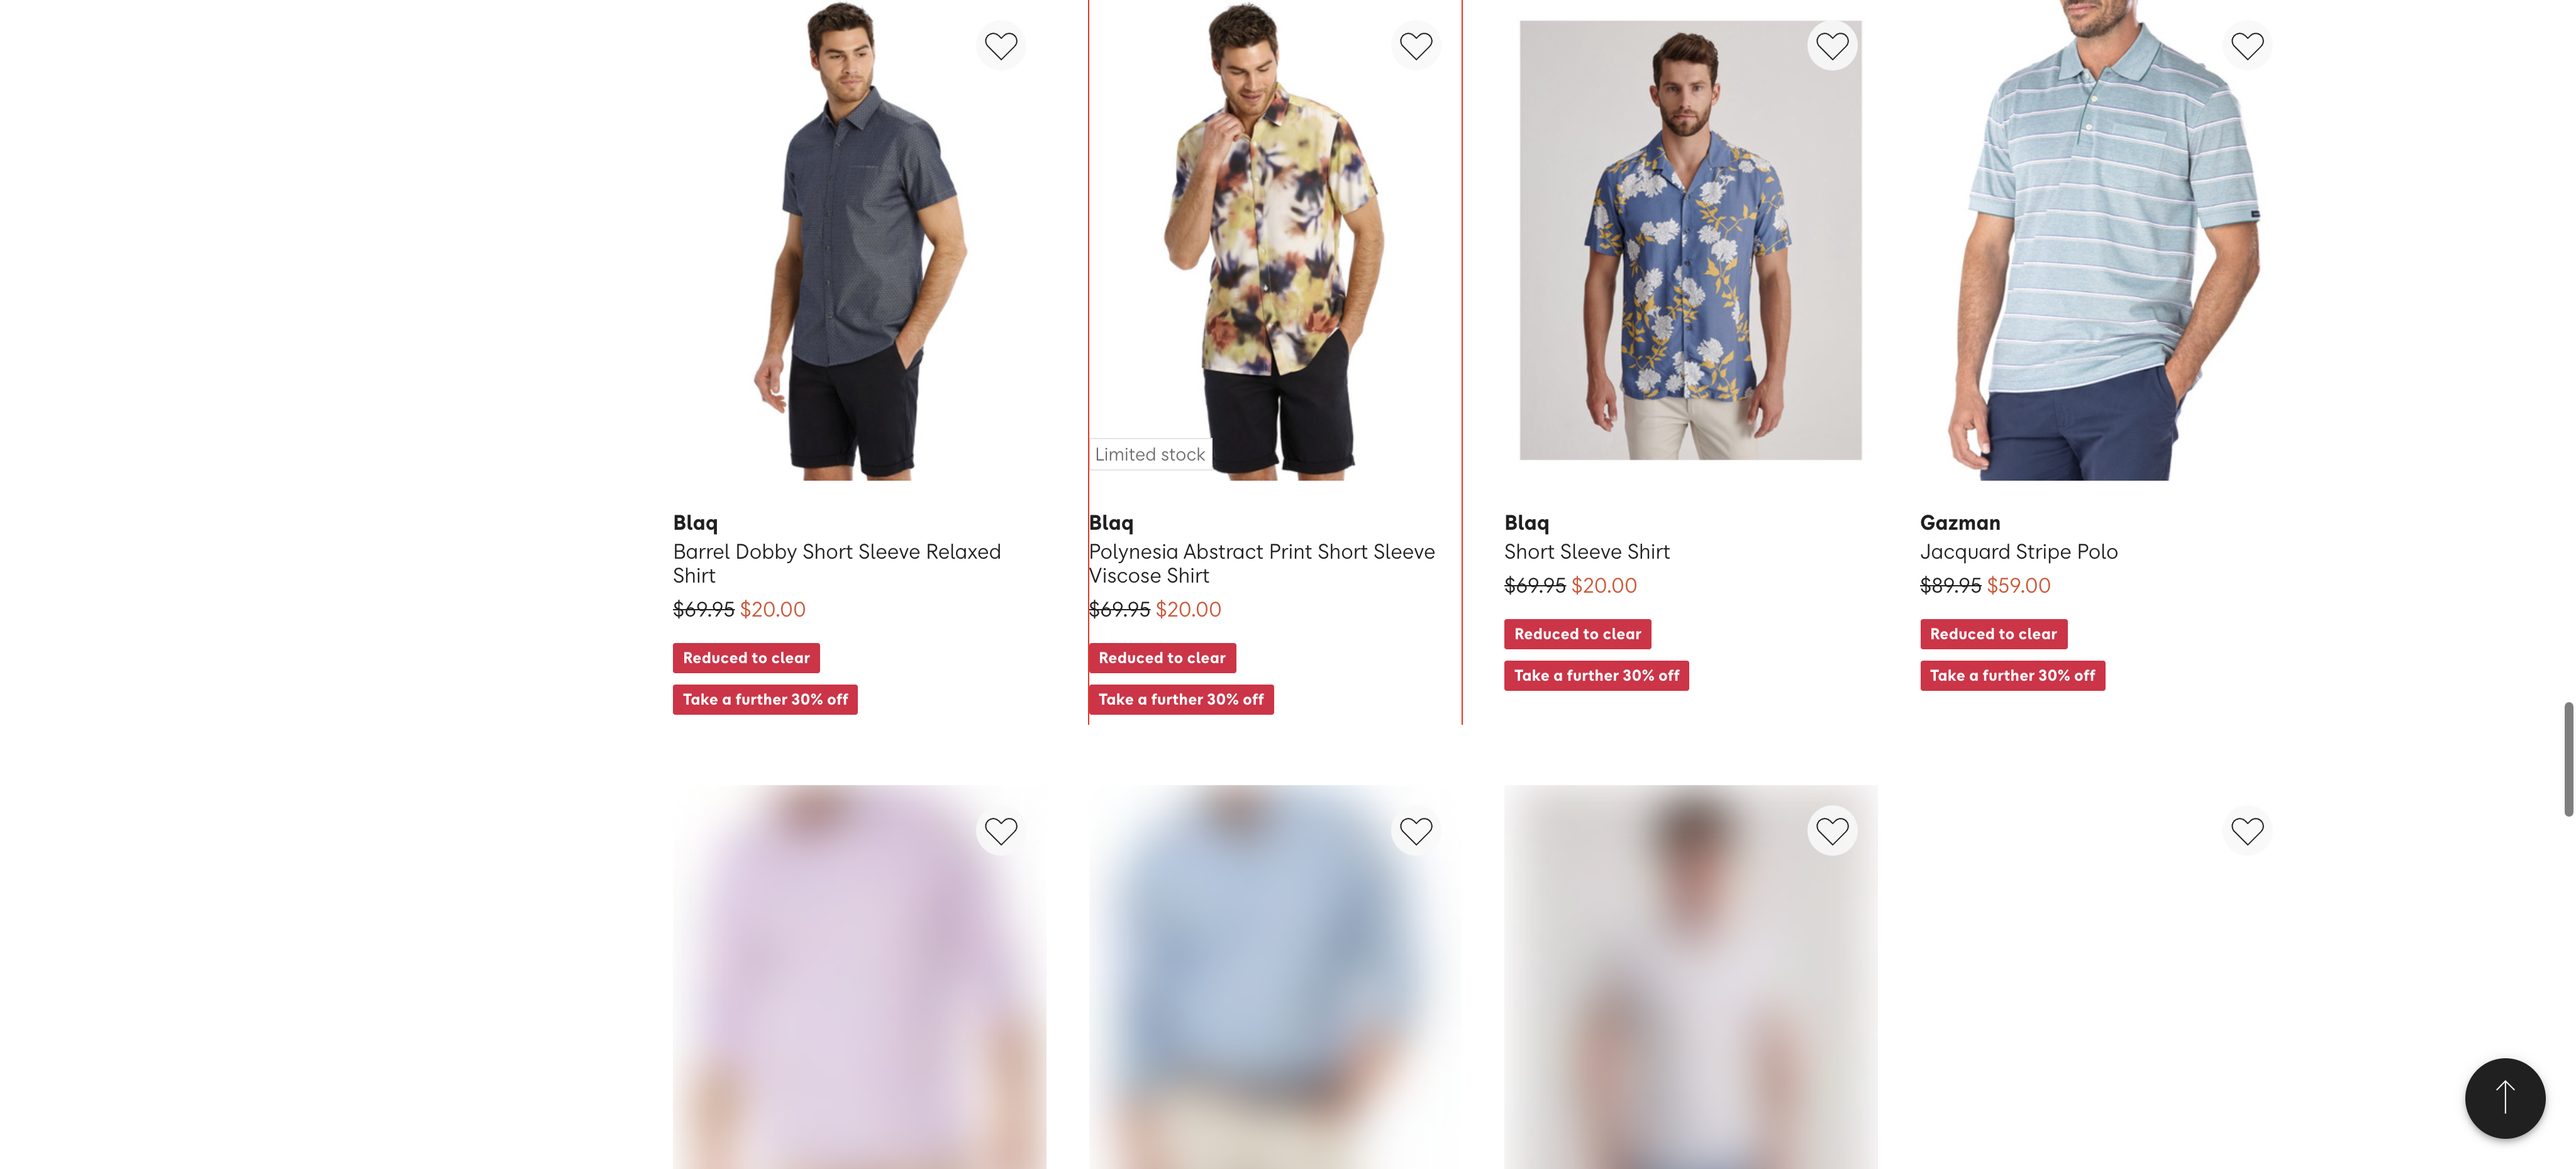 Limited stock
Blaq
Barrel Dobby Short Sleeve Relaxed
Shirt
$69.95 $20.00
Reduced to clear
Take a further 30% off
Blaq
Polynesia Abstract Print Short Sleeve
Viscose Shirt
$69.95 $20.00
Reduced to clear
Take a further 30% off
Blaq
Short Sleeve Shirt
$69.95 $20.00
Reduced to clear
Take a further 30% off
Gazman
Jacquard Stripe Polo
$89.95 $59.00
Reduced to clear
Take a further 30% off